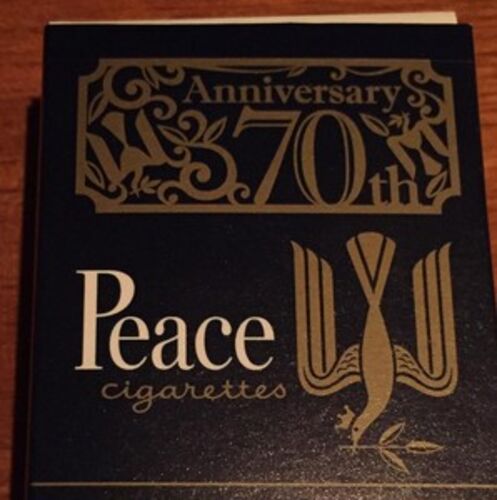 Anniversary
70th
Peace
cigarettes